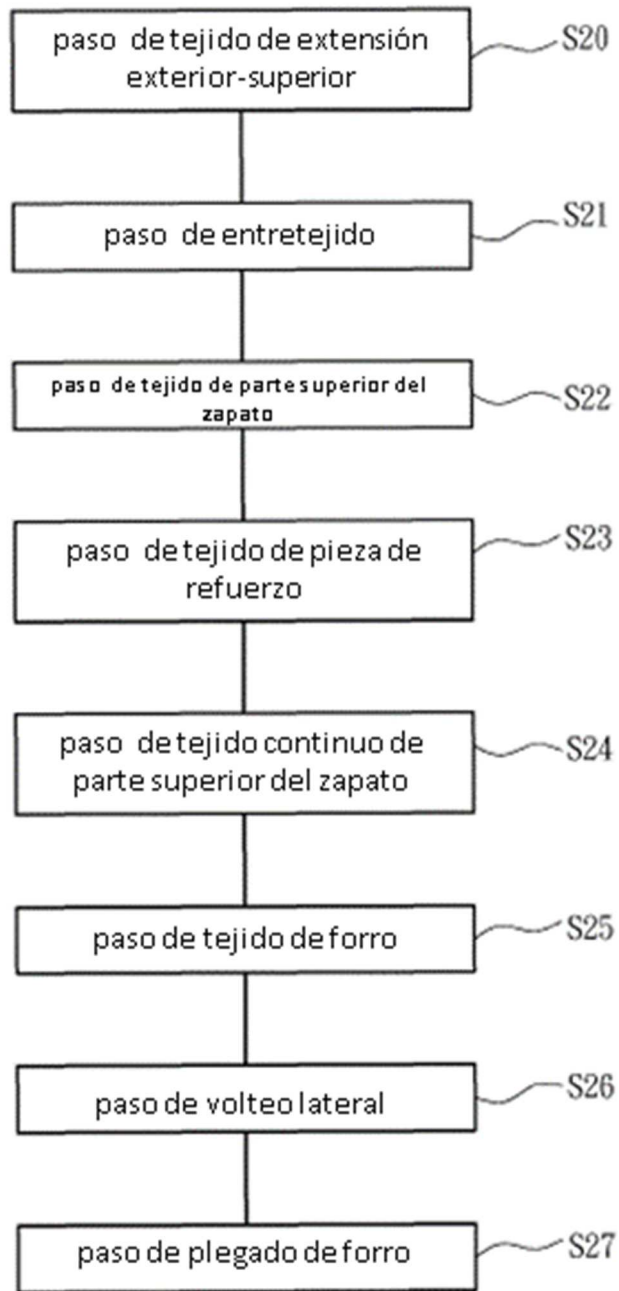 paso de tejido de extensión
exterior-superior
S20
paso de entretejido
S21
paso de tejido de parte superior del
zapato
S22
paso de tejido de pieza de
refuerzo
S23
paso de tejido continuo de
parte superior del zapato
S24
paso de tejido de forro
S25
paso de volteo lateral
S26
paso de plegado de forro
S27